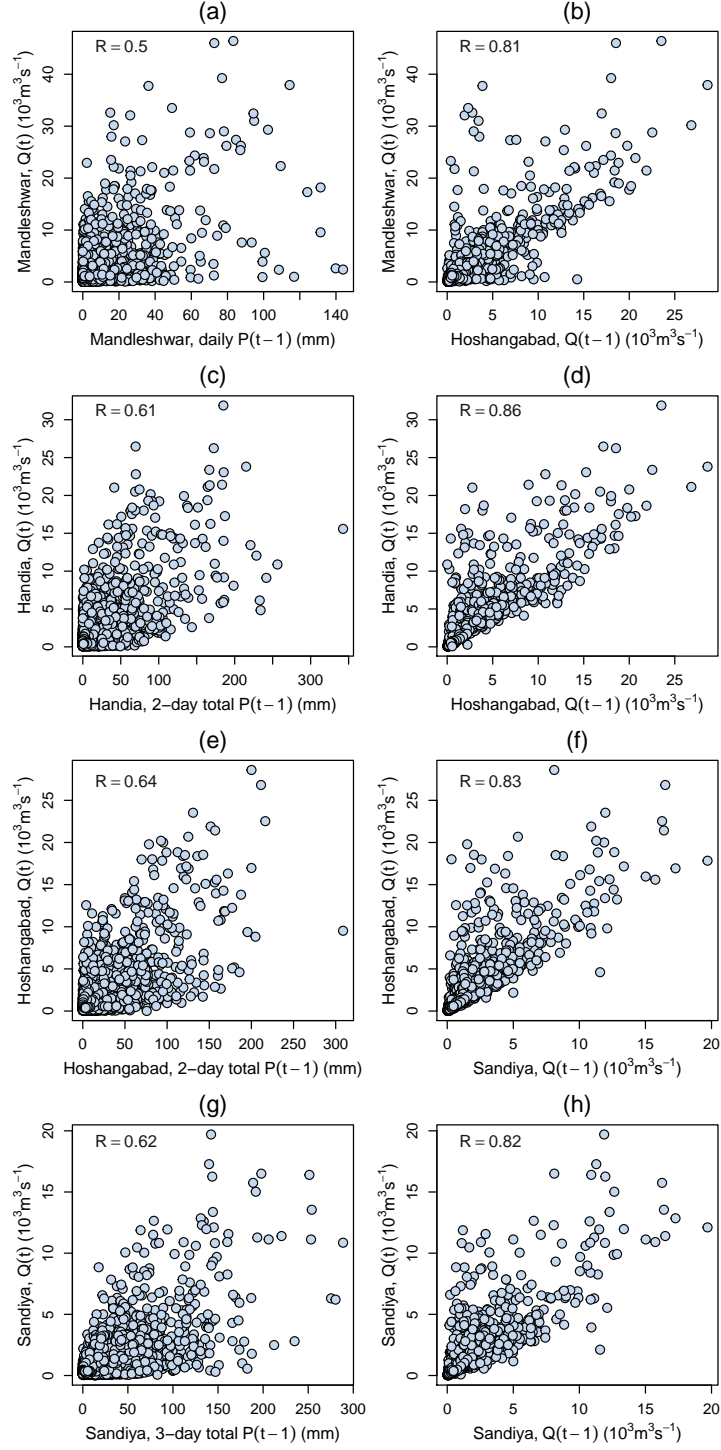 (a)
R = 0.5
Mandleshwar, Q(t) (10³m³s⁻¹)
0 10 20 30 40
0 20 40 60 80 100 120 140
Mandleshwar, daily P(t−1) (mm)
(b)
R = 0.81
Mandleshwar, Q(t) (10³m³s⁻¹)
0 10 20 30 40
0 5 10 15 20 25
Hoshangabad, Q(t−1) (10³m³s⁻¹)
(c)
R = 0.61
Handia, Q(t) (10³m³s⁻¹)
0 5 10 15 20 25 30
0 50 100 200 300
Handia, 2−day total P(t−1) (mm)
(d)
R = 0.86
Handia, Q(t) (10³m³s⁻¹)
0 5 10 15 20 25 30
0 5 10 15 20 25
Hoshangabad, Q(t−1) (10³m³s⁻¹)
(e)
R = 0.64
Hoshangabad, Q(t) (10³m³s⁻¹)
0 5 10 15 20 25
0 50 100 150 200 250 300
Hoshangabad, 2−day total P(t−1) (mm)
(f)
R = 0.83
Hoshangabad, Q(t) (10³m³s⁻¹)
0 5 10 15 20 25
0 5 10 15 20
Sandiya, Q(t−1) (10³m³s⁻¹)
(g)
R = 0.62
Sandiya, Q(t) (10³m³s⁻¹)
0 5 10 15 20
0 50 100 150 200 250 300
Sandiya, 3−day total P(t−1) (mm)
(h)
R = 0.82
Sandiya, Q(t) (10³m³s⁻¹)
0 5 10 15 20
0 5 10 15 20
Sandiya, Q(t−1) (10³m³s⁻¹)